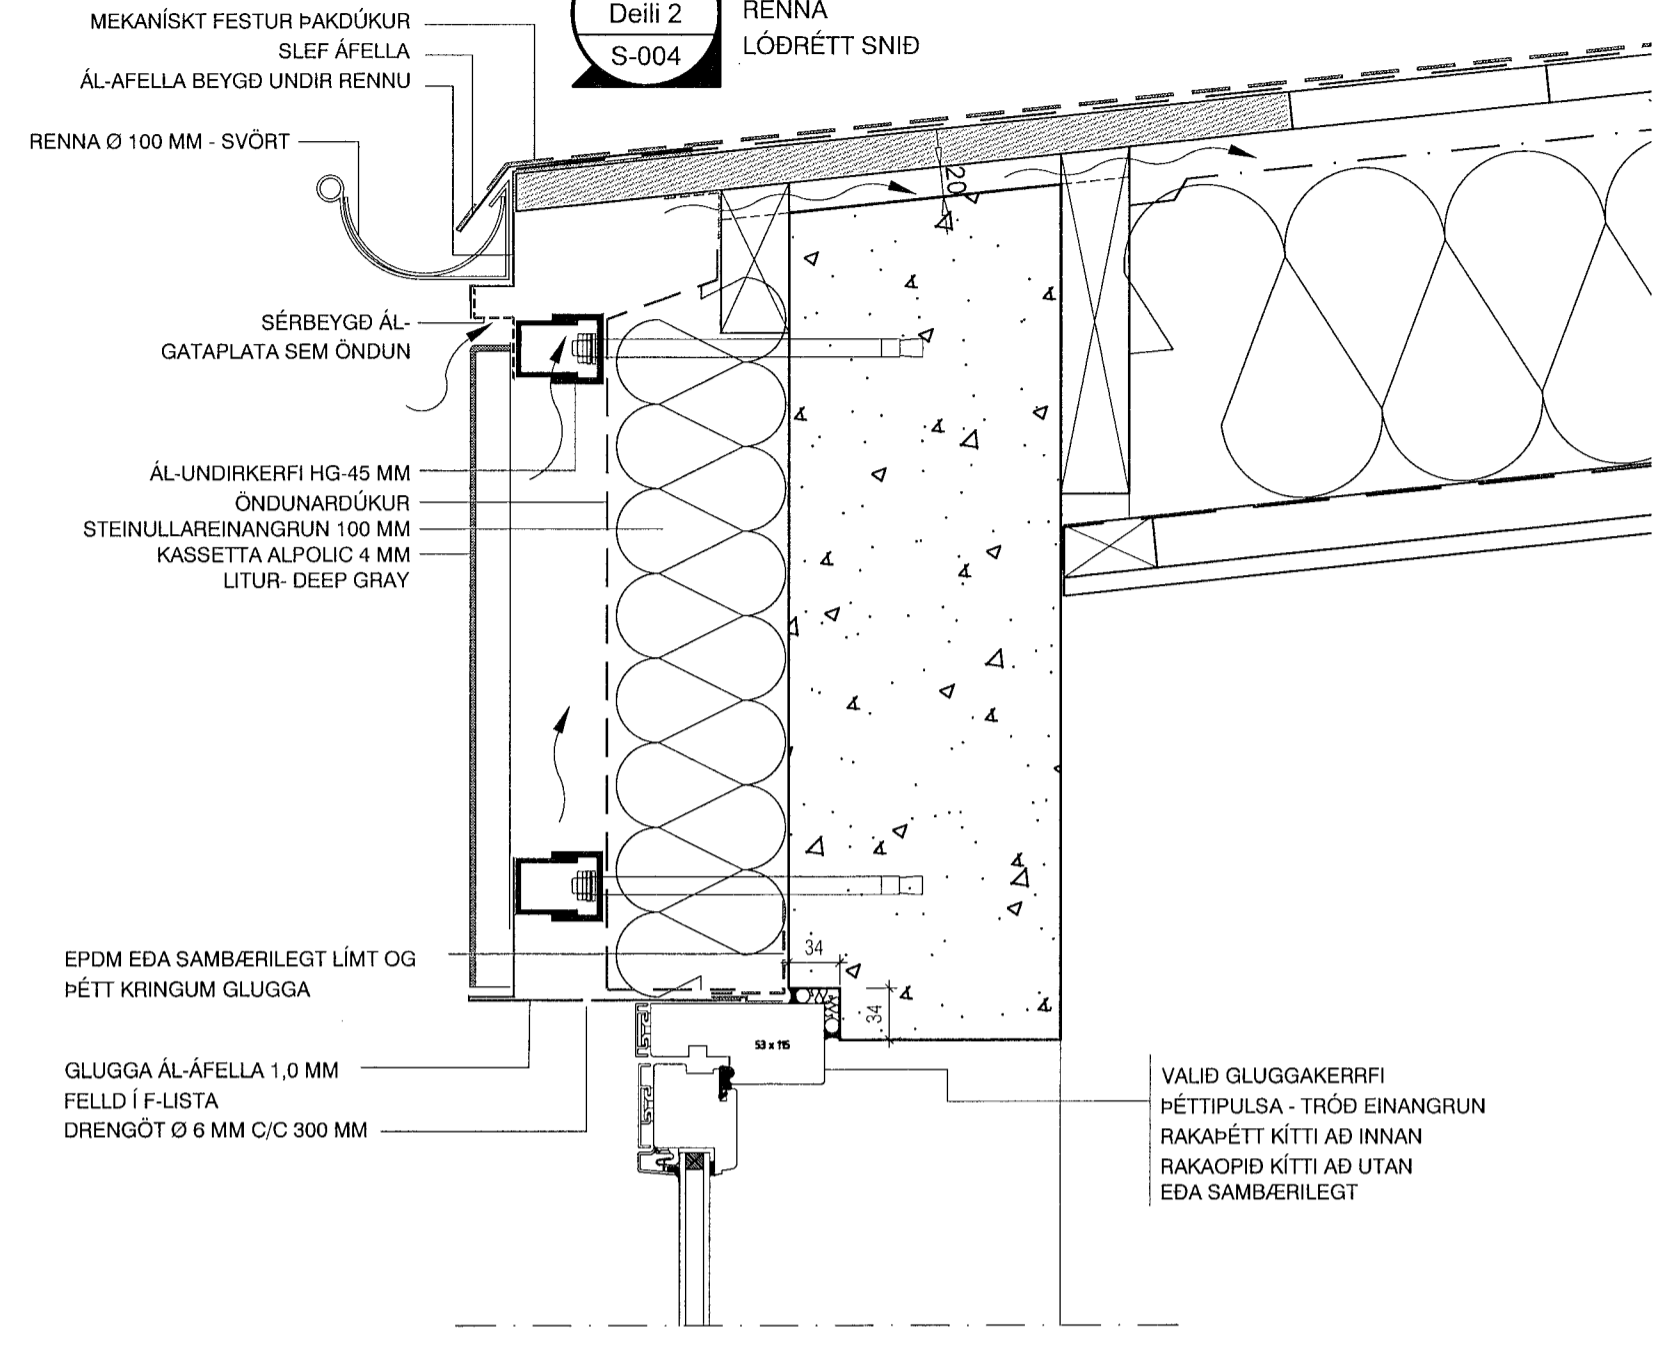 Deili 2
S-004
RENNA
LÓÐRÉTT SNIÐ
MEKANÍSKT FESTUR ÞAKDÚKUR
SLEF ÁFELLA
ÁL-AFELLA BEYGÐ UNDIR RENNU
RENNA Ø 100 MM - SVÖRT
20
SÉRBEYGÐ ÁL-
GATAPLATA SEM ÖNDUN
ÁL-UNDIRKERFI HG-45 MM
ÖNDUNARDÚKUR
STEINULLAREINANGRUN 100 MM
KASSETTA ALPOLIC 4 MM
LITUR- DEEP GRAY
EPDM EÐA SAMBÆRILEGT LÍMT OG
ÞÉTT KRINGUM GLUGGA
34
34
53 x 115
GLUGGA ÁL-ÁFELLA 1,0 MM
FELLD Í F-LISTA
DRENGÖT Ø 6 MM C/C 300 MM
VALIÐ GLUGGAKERRFI
ÞÉTTIPULSA - TRÓÐ EINANGRUN
RAKAÞÉTT KÍTTI AÐ INNAN
RAKAOPIÐ KÍTTI AÐ UTAN
EÐA SAMBÆRILEGT